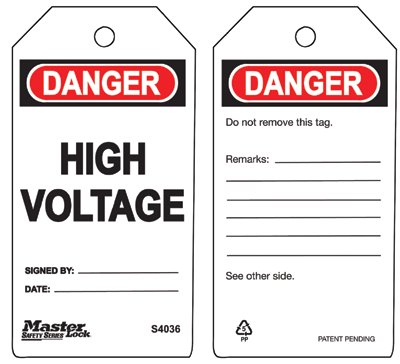 DANGER
HIGH
VOLTAGE
SIGNED BY:
DATE:
Master Lock
SAFETY SERIES
S4036
DANGER
Do not remove this tag.
Remarks:
See other side.
5
PP
PATENT PENDING